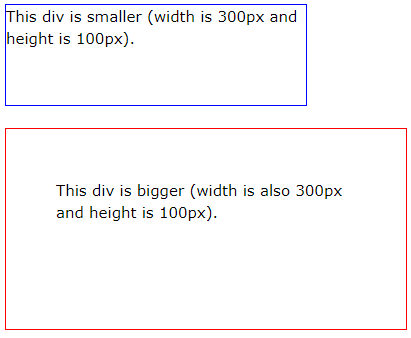 This div is smaller (width is 300px and
height is 100px).
This div is bigger (width is also 300px
and height is 100px).